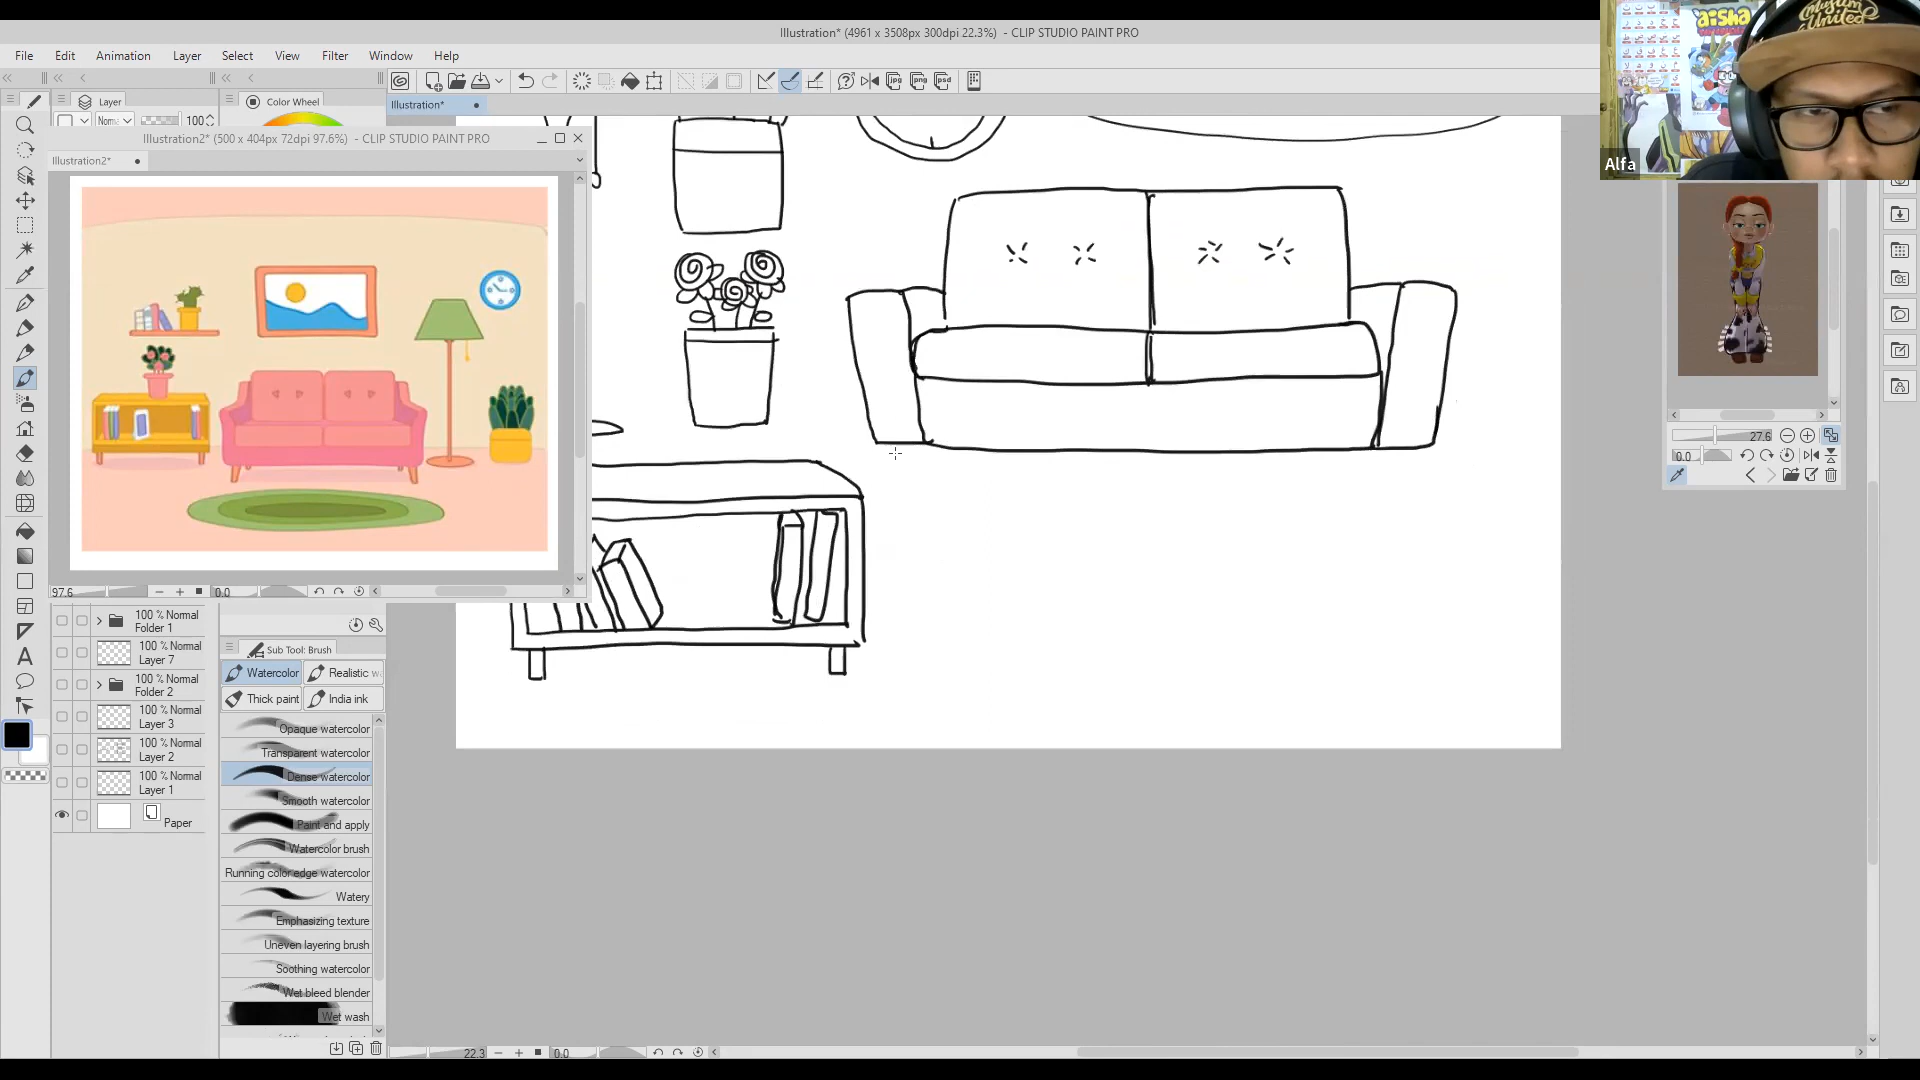 Illustration* (4961 x 3508px 300dpi 22.3%) - CLIP STUDIO PAINT PRO
File Edit Animation Layer Select View Filter Window Help
Layer
Color Wheel
Illustration*
100
Illustration2* (500 x 404px 72dpi 97.6%) - CLIP STUDIO PAINT PRO
Illustration2*
97.6
0.0
100 % Normal
Folder 1
100 % Normal
Layer 7
100 % Normal
Folder 2
100 % Normal
Layer 3
100 % Normal
Layer 2
100 % Normal
Layer 1
Paper
Sub Tool: Brush
Watercolor
Realistic w
Thick paint
India ink
Opaque watercolor
Transparent watercolor
Dense watercolor
Smooth watercolor
Paint and apply
Watercolor brush
Running color edge watercolor
Watery
Emphasizing texture
Uneven layering brush
Soothing watercolor
Wet bleed blender
Wet wash
22.3
0.0
27.6
0.0
aisha
Muslim
United
Alfa